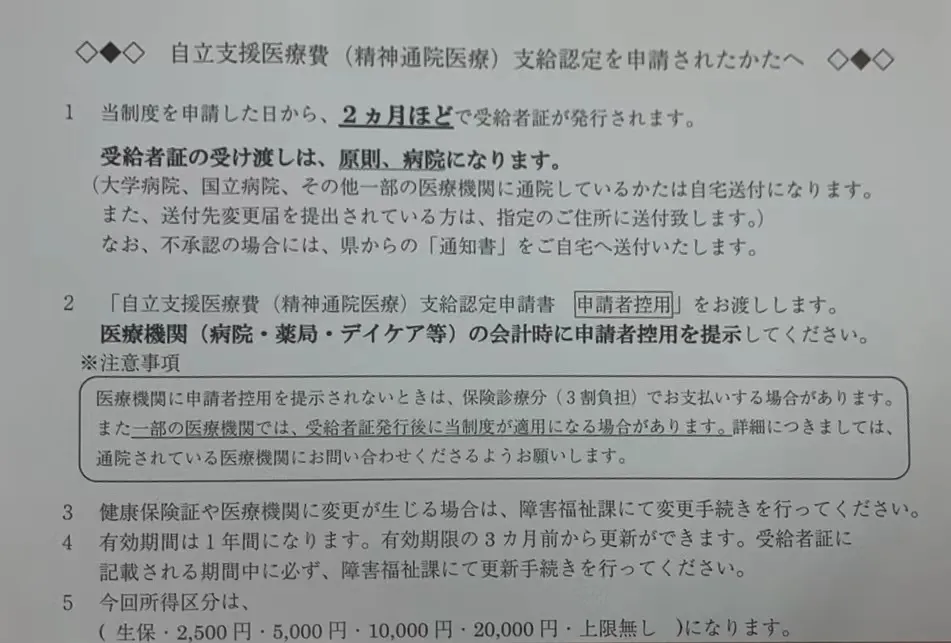 ◇◆◇ 自立支援医療費（精神通院医療）支給認定を申請されたかたへ ◇◆◇
1 当制度を申請した日から、２ヵ月ほどで受給者証が発行されます。
受給者証の受け渡しは、原則、病院になります。
（大学病院、国立病院、その他一部の医療機関に通院しているかたは自宅送付になります。
また、送付先変更届を提出されている方は、指定のご住所に送付致します。）
なお、不承認の場合には、県からの「通知書」をご自宅へ送付いたします。
2 「自立支援医療費（精神通院医療）支給認定申請書 申請者控用」をお渡しします。
医療機関（病院・薬局・デイケア等）の会計時に申請者控用を提示してください。
※注意事項
医療機関に申請者控用を提示されないときは、保険診療分（３割負担）でお支払いする場合があります。
また一部の医療機関では、受給者証発行後に当制度が適用になる場合があります。詳細につきましては、
通院されている医療機関にお問い合わせくださるようお願いします。
3 健康保険証や医療機関に変更が生じる場合は、障害福祉課にて変更手続きを行ってください。
4 有効期間は１年間になります。有効期限の３カ月前から更新ができます。受給者証に
記載される期間中に必ず、障害福祉課にて更新手続きを行ってください。
5 今回所得区分は、
( 生保・2,500 円・5,000 円・10,000 円・20,000 円・上限無し )になります。